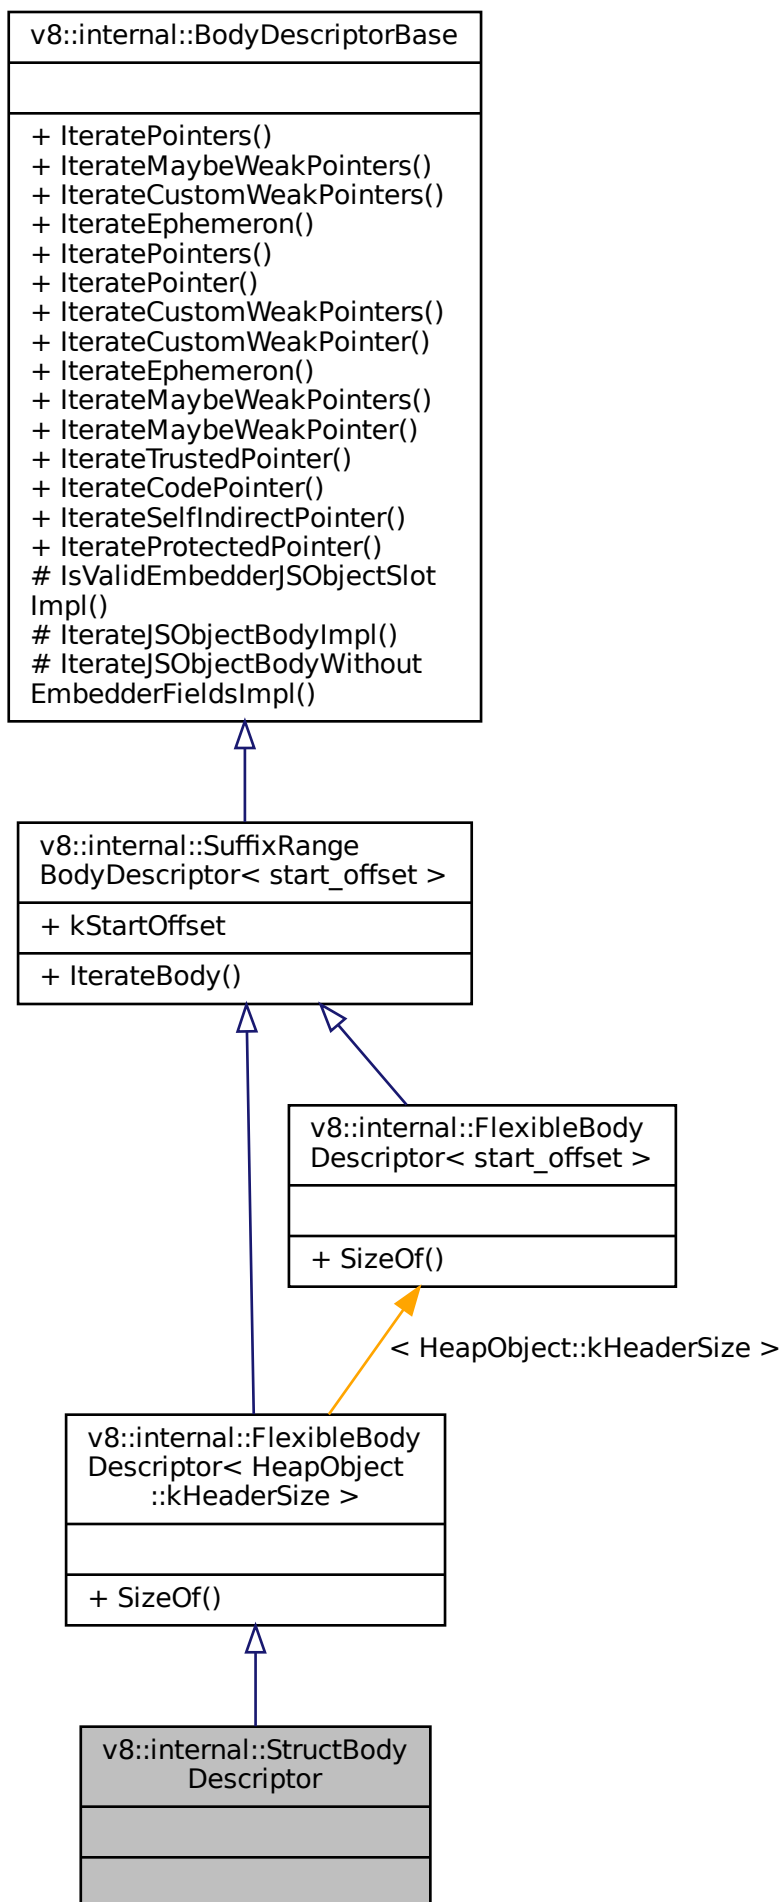 v8::internal::BodyDescriptorBase
+ IteratePointers()
+ IterateMaybeWeakPointers()
+ IterateCustomWeakPointers()
+ IterateEphemeron()
+ IteratePointers()
+ IteratePointer()
+ IterateCustomWeakPointers()
+ IterateCustomWeakPointer()
+ IterateEphemeron()
+ IterateMaybeWeakPointers()
+ IterateMaybeWeakPointer()
+ IterateTrustedPointer()
+ IterateCodePointer()
+ IterateSelfIndirectPointer()
+ IterateProtectedPointer()
# IsValidEmbedderJSObjectSlot
Impl()
# IterateJSObjectBodyImpl()
# IterateJSObjectBodyWithout
EmbedderFieldsImpl()
v8::internal::SuffixRange
BodyDescriptor< start_offset >
+ kStartOffset
+ IterateBody()
v8::internal::FlexibleBody
Descriptor< start_offset >
+ SizeOf()
< HeapObject::kHeaderSize >
v8::internal::FlexibleBody
Descriptor< HeapObject
::kHeaderSize >
+ SizeOf()
v8::internal::StructBody
Descriptor